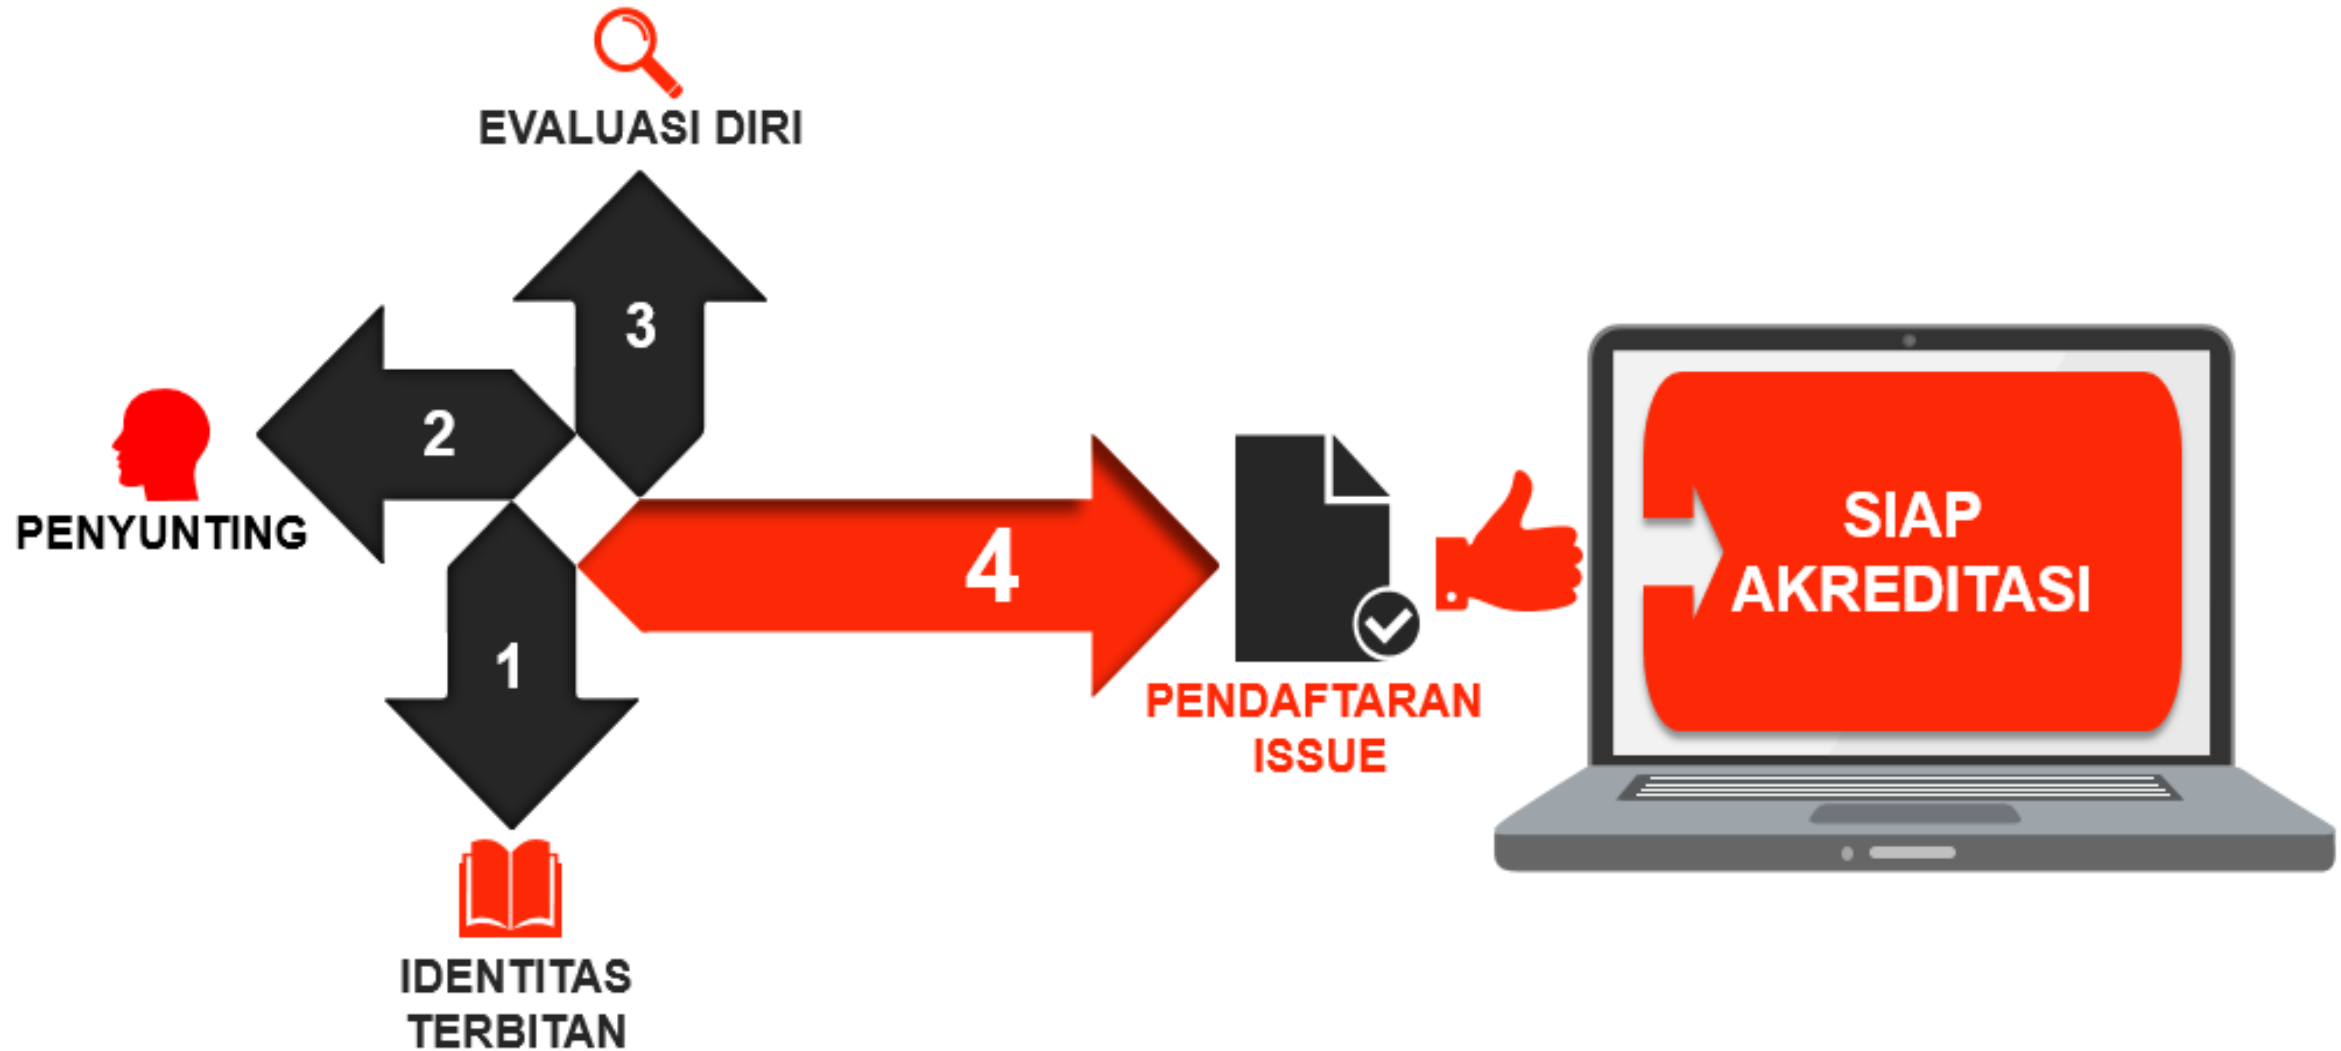 EVALUASI DIRI
3
2
PENYUNTING
1
IDENTITAS
TERBITAN
4
PENDAFTARAN
ISSUE
SIAP
AKREDITASI